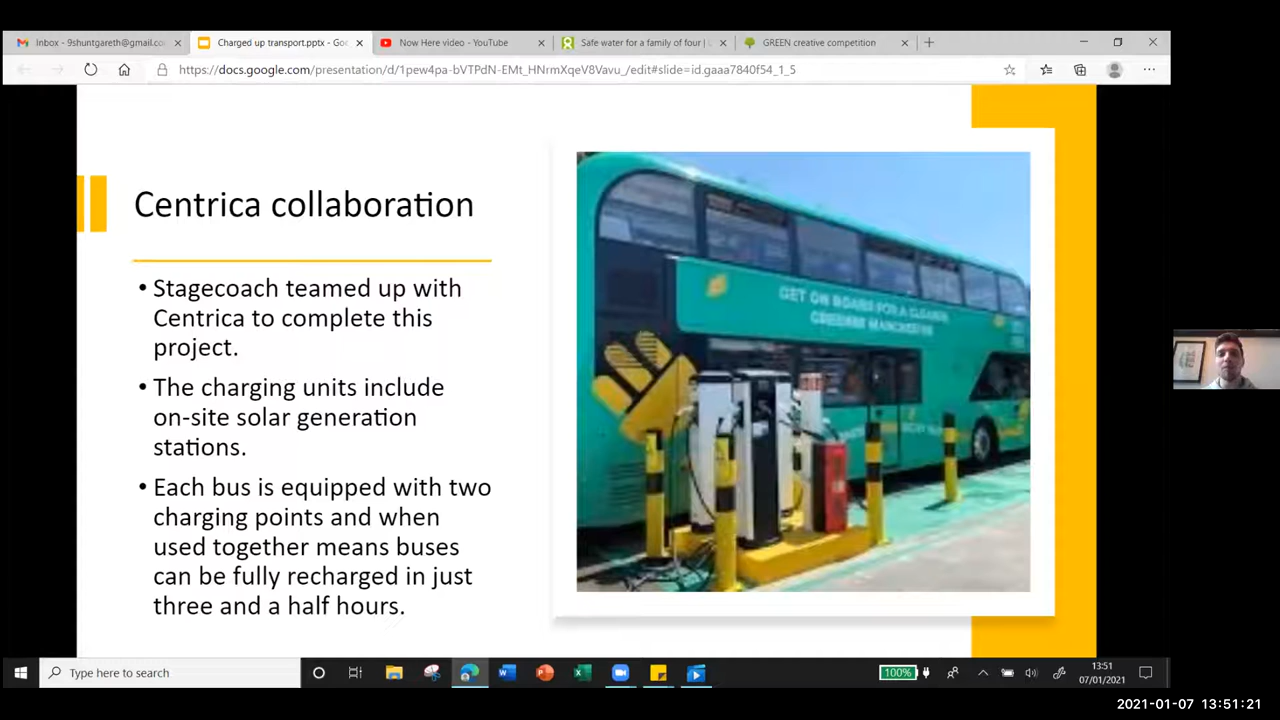 Inbox - 9shuntgareth@gmail.co
Charged up transport.pptx - Goo
Now Here video - YouTube
Safe water for a family of four | L
GREEN creative competition
https://docs.google.com/presentation/d/1pew4pa-bVTPdN-EMt_HNrmXqeV8Vavu_/edit#slide=id.gaaa7840f54_1_5
Centrica collaboration
• Stagecoach teamed up with
Centrica to complete this
project.
• The charging units include
on-site solar generation
stations.
• Each bus is equipped with two
charging points and when
used together means buses
can be fully recharged in just
three and a half hours.
GET ON BOARD FOR A CLEANER,
GREENER MANCHESTER
Type here to search
100%
13:51
07/01/2021
2021-01-07 13:51:21